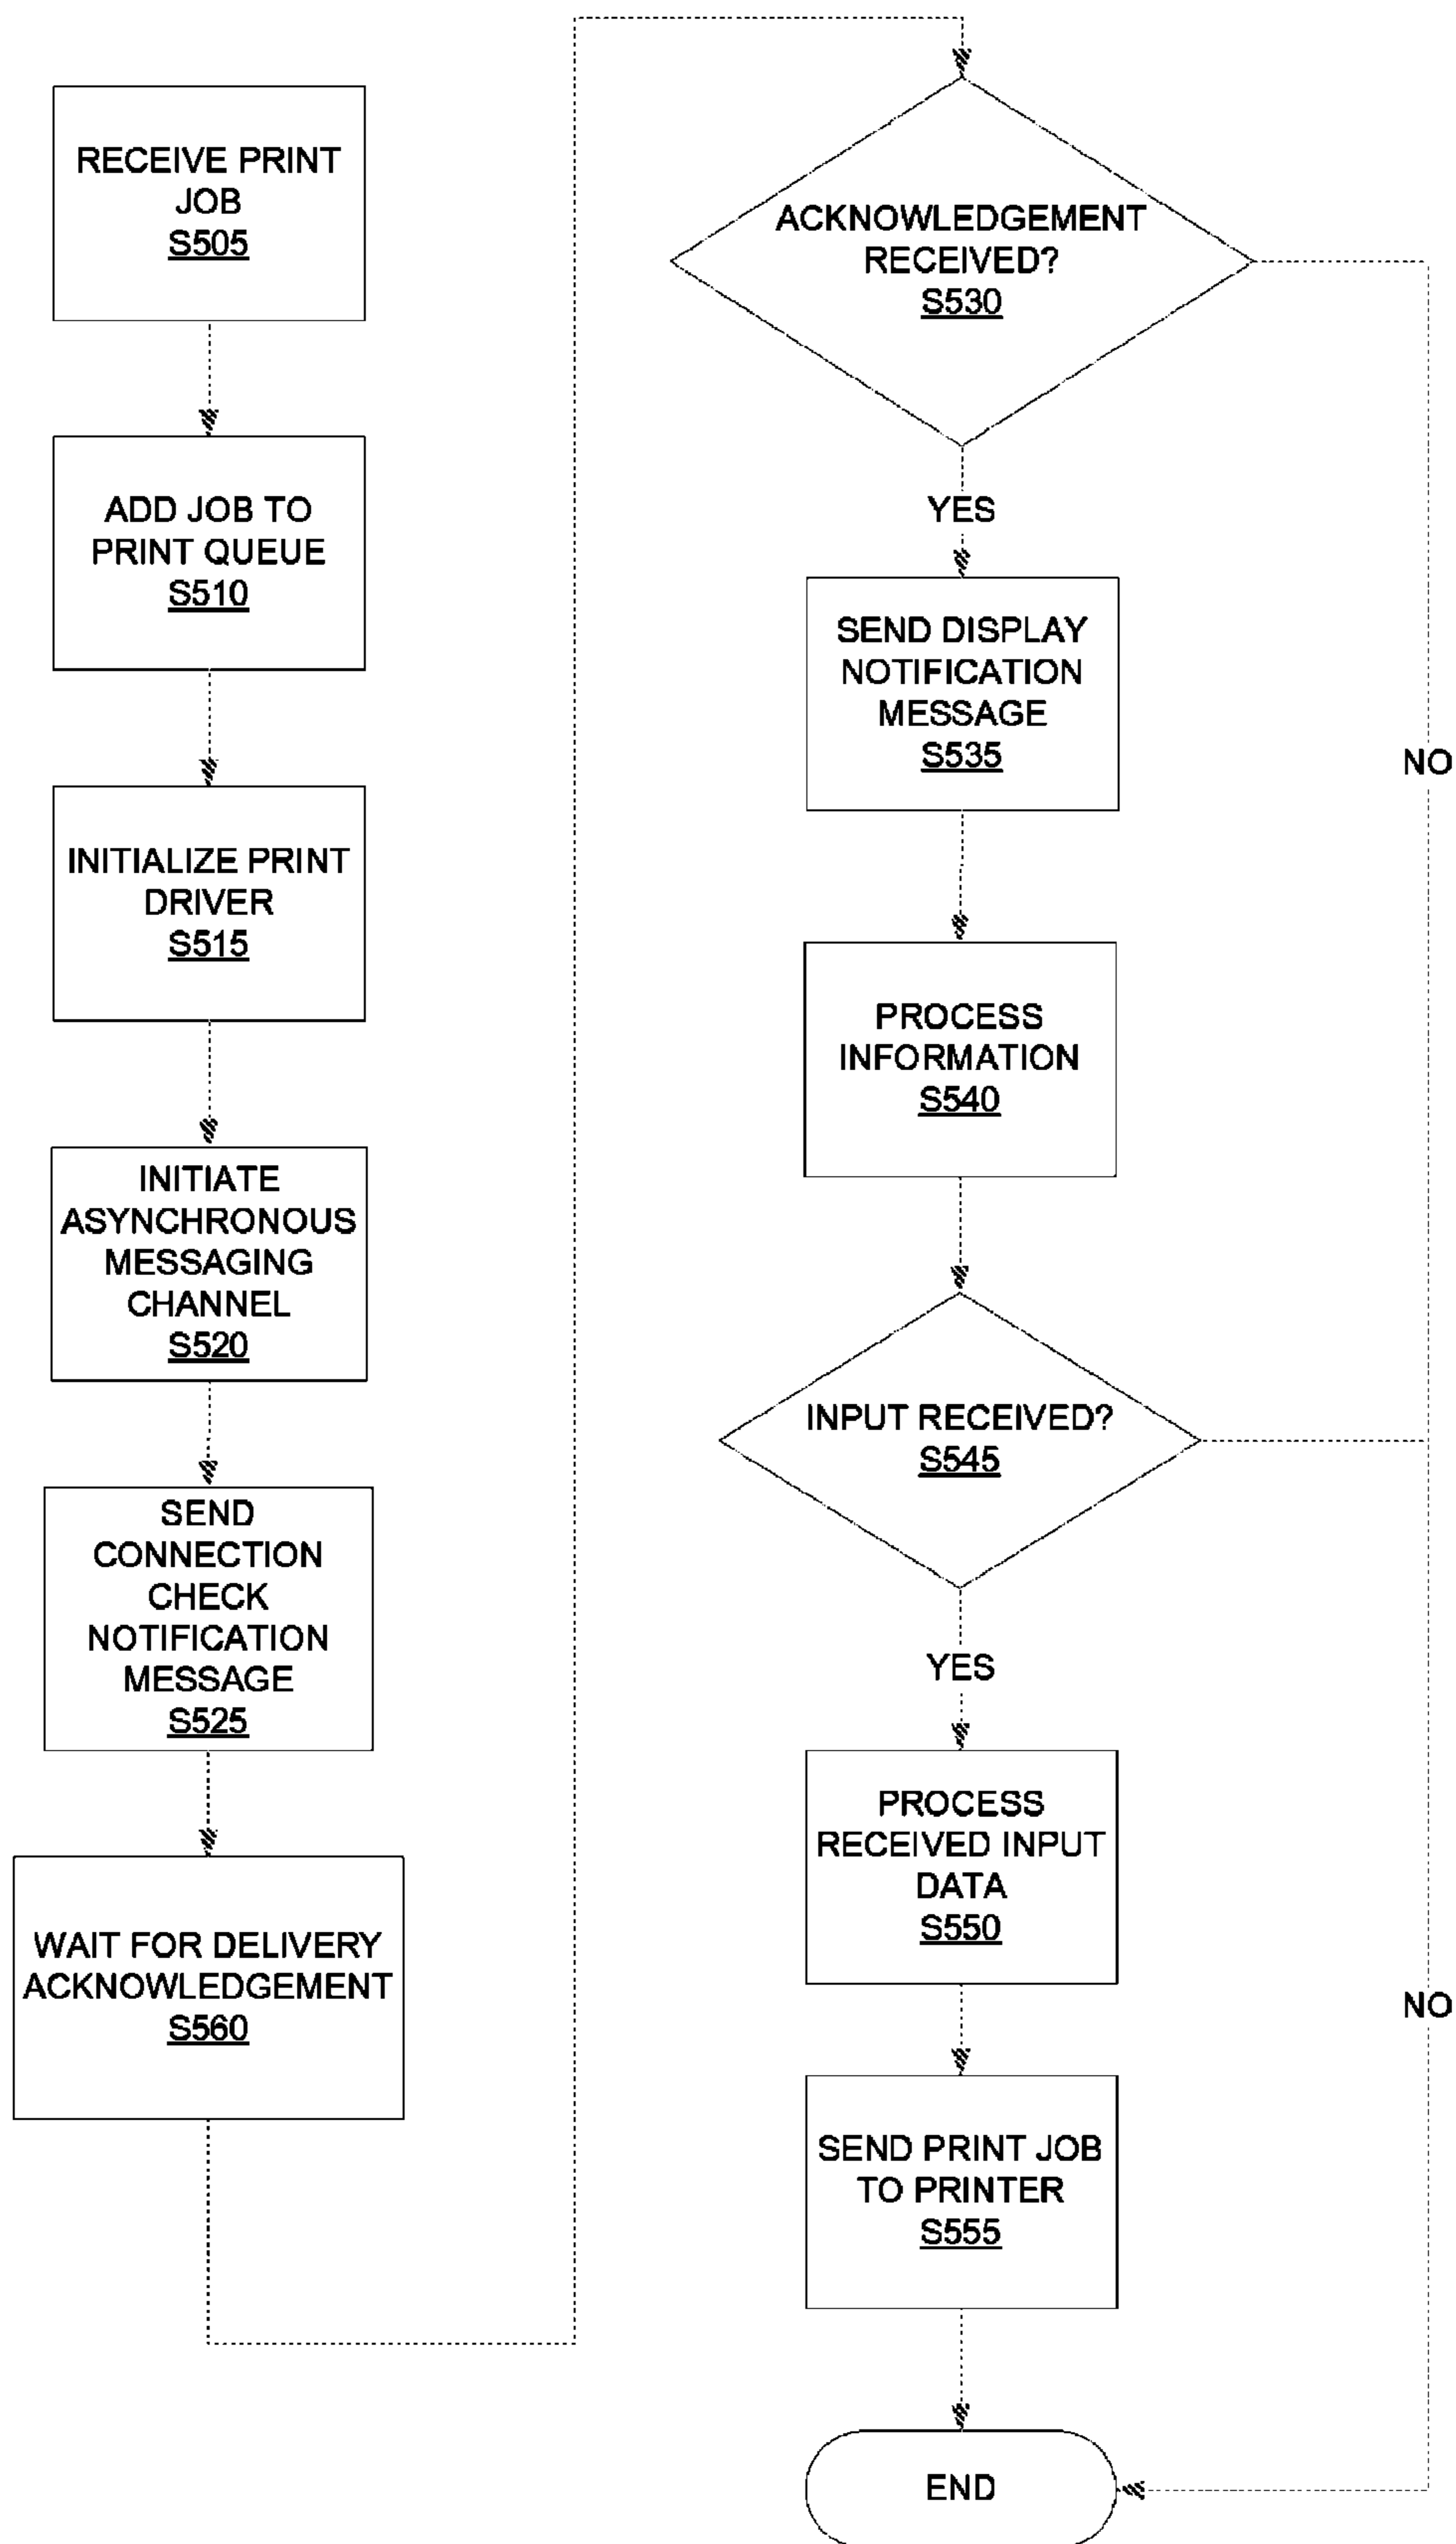 RECEIVE PRINT
JOB
S505
ADD JOB TO
PRINT QUEUE
S510
INITIALIZE PRINT
DRIVER
S515
INITIATE
ASYNCHRONOUS
MESSAGING
CHANNEL
S520
SEND
CONNECTION
CHECK
NOTIFICATION
MESSAGE
S525
WAIT FOR DELIVERY
ACKNOWLEDGEMENT
S560
ACKNOWLEDGEMENT
RECEIVED?
S530
YES
NO
SEND DISPLAY
NOTIFICATION
MESSAGE
S535
PROCESS
INFORMATION
S540
INPUT RECEIVED?
S545
YES
NO
PROCESS
RECEIVED INPUT
DATA
S550
SEND PRINT JOB
TO PRINTER
S555
END